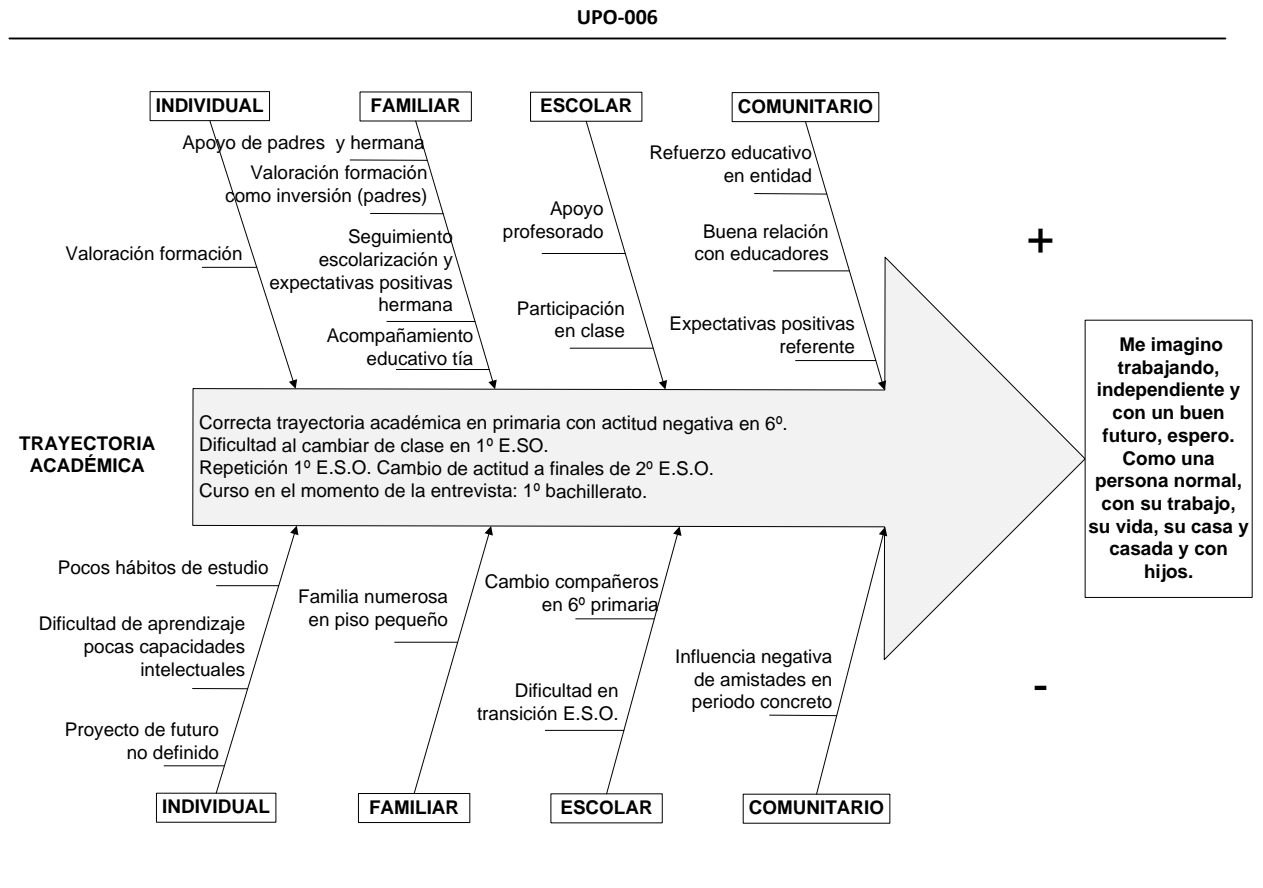 UPO-006
INDIVIDUAL
FAMILIAR
ESCOLAR
COMUNITARIO
Valoración formación
Apoyo de padres y hermana
Valoración formación
como inversión (padres)
Seguimiento
escolarización y
expectativas positivas
hermana
Acompañamiento
educativo tía
Apoyo
profesorado
Participación
en clase
Refuerzo educativo
en entidad
Buena relación
con educadores
Expectativas positivas
referente
+
TRAYECTORIA
ACADÉMICA
Correcta trayectoria académica en primaria con actitud negativa en 6º.
Dificultad al cambiar de clase en 1º E.SO.
Repetición 1º E.S.O. Cambio de actitud a finales de 2º E.S.O.
Curso en el momento de la entrevista: 1º bachillerato.
Me imagino
trabajando,
independiente y
con un buen
futuro, espero.
Como una
persona normal,
con su trabajo,
su vida, su casa y
casada y con
hijos.
Pocos hábitos de estudio
Dificultad de aprendizaje
pocas capacidades
intelectuales
Proyecto de futuro
no definido
Familia numerosa
en piso pequeño
Cambio compañeros
en 6º primaria
Dificultad en
transición E.S.O.
Influencia negativa
de amistades en
periodo concreto
-
INDIVIDUAL
FAMILIAR
ESCOLAR
COMUNITARIO